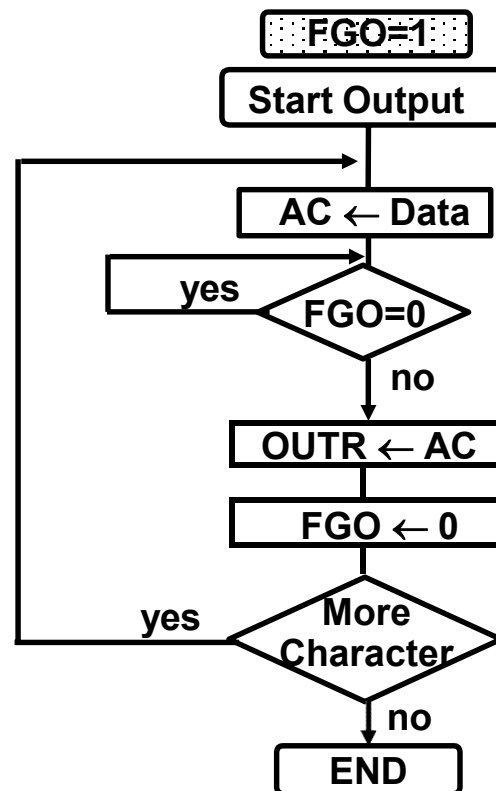 FGO=1
Start Output
AC ← Data
yes
FGO=0
no
OUTR ← AC
FGO ← 0
yes
More
Character
no
END